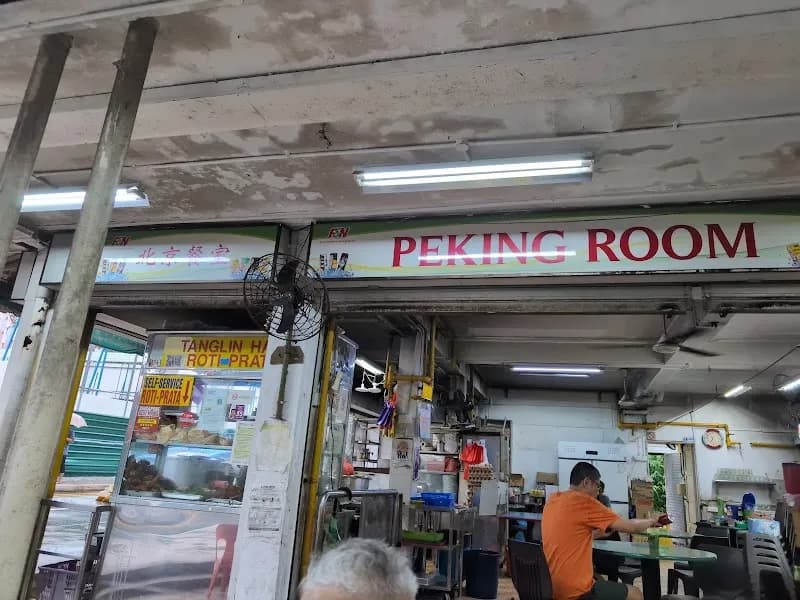 F&N
北京餐室
F&N
PEKING ROOM
TANGLIN HA
ROTI-PRATA
SELF-SERVICE
ROTI-PRATA